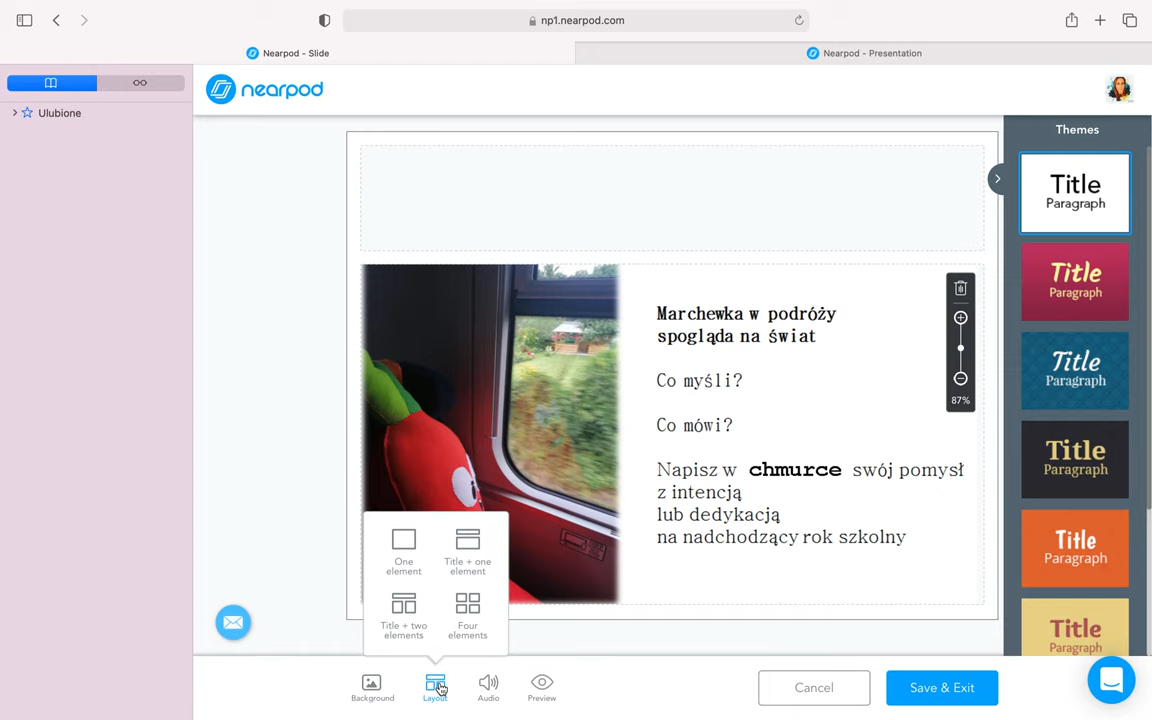 np1.nearpod.com
Nearpod - Slide
Nearpod - Presentation
Ulubione
nearpod
Themes
Title
Paragraph
Title
Paragraph
Title
Paragraph
Title
Paragraph
Title
Paragraph
Title
Paragraph
Marchewka w podróży
spogląda na świat
Co myśli?
Co mówi?
Napisz w chmurce swój pomysł
z intencją
lub dedykacją
na nadchodzący rok szkolny
87%
One
element
Title + one
element
Title + two
elements
Four
elements
Background
Layout
Audio
Preview
Cancel
Save & Exit